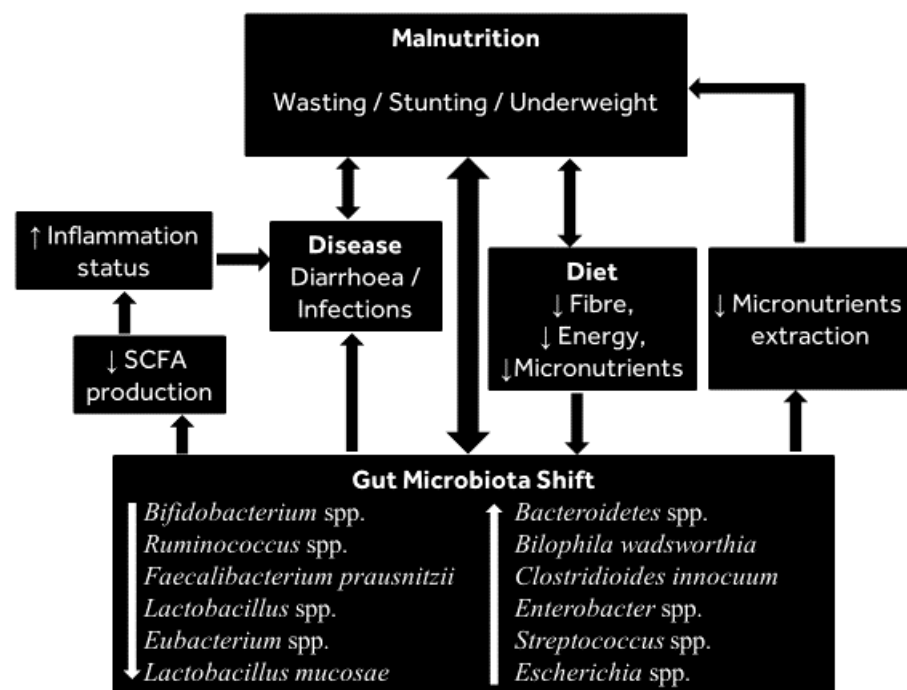 Malnutrition
Wasting / Stunting / Underweight
↑ Inflammation
status
Disease
Diarrhoea /
Infections
Diet
↓ Fibre,
↓ Energy,
↓Micronutrients
↓ Micronutrients
extraction
↓ SCFA
production
Gut Microbiota Shift
Bifidobacterium spp.
Ruminococcus spp.
Faecalibacterium prausnitzii
Lactobacillus spp.
Eubacterium spp.
Lactobacillus mucosae
Bacteroidetes spp.
Bilophila wadsworthia
Clostridioides innocuum
Enterobacter spp.
Streptococcus spp.
Escherichia spp.